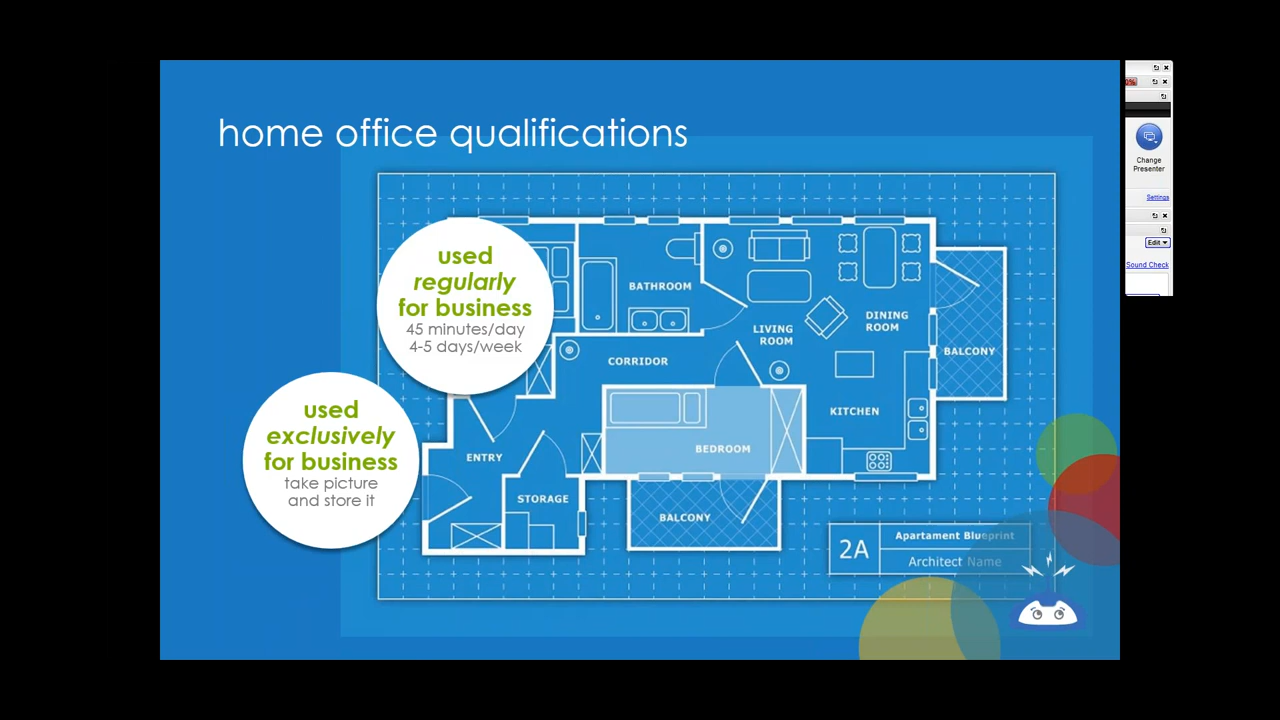 home office qualifications
used
regularly
for business
45 minutes/day
4-5 days/week
used
exclusively
for business
take picture
and store it
BATHROOM
LIVING
ROOM
DINING
ROOM
BALCONY
CORRIDOR
KITCHEN
BEDROOM
ENTRY
STORAGE
BALCONY
2A
Apartament Blueprint
Architect Name
0%
Change
Presenter
Settings
Edit
Sound Check